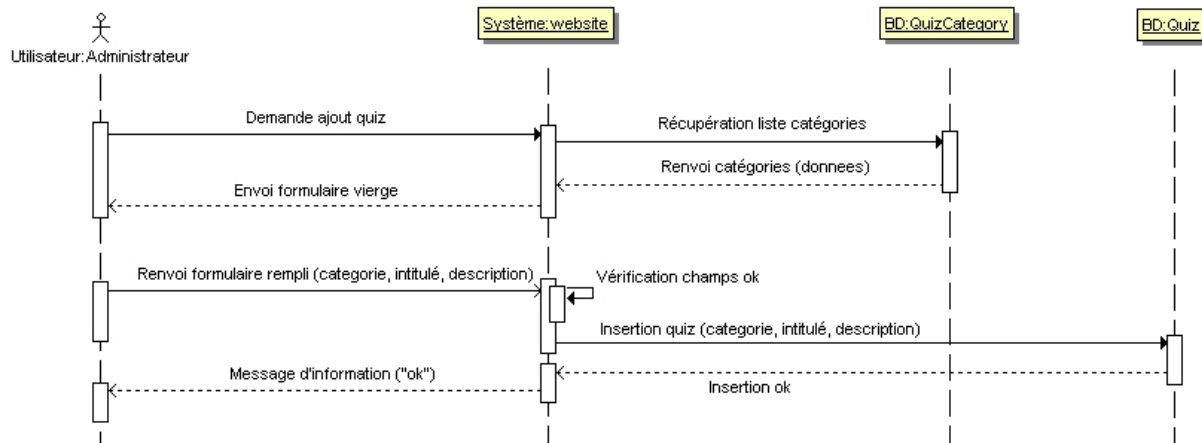 Système:website
BD:QuizCategory
BD:Quiz
Utilisateur:Administrateur
Demande ajout quiz
Récupération liste catégories
Renvoi catégories (donnees)
Envoi formulaire vierge
Renvoi formulaire rempli (categorie, intitulé, description)
Vérification champs ok
Insertion quiz (categorie, intitulé, description)
Message d'information ("ok")
Insertion ok